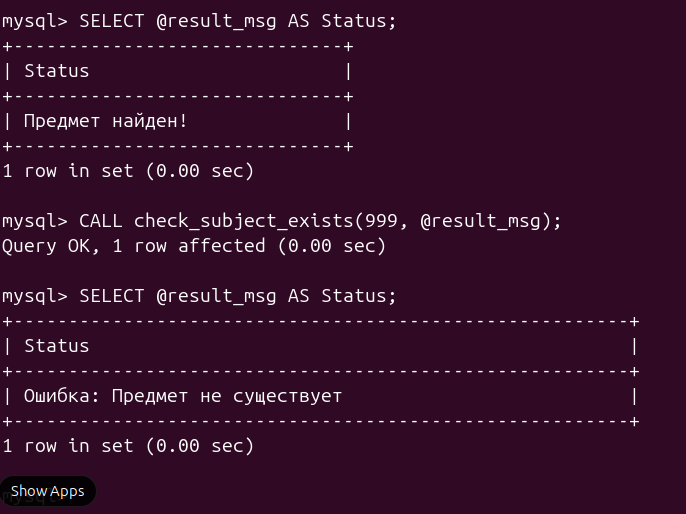 mysql> SELECT @result_msg AS Status;
+------------------------------+
| Status                       |
+------------------------------+
| Предмет найден!              |
+------------------------------+
1 row in set (0.00 sec)

mysql> CALL check_subject_exists(999, @result_msg);
Query OK, 1 row affected (0.00 sec)

mysql> SELECT @result_msg AS Status;
+--------------------------------------------------------+
| Status                                                 |
+--------------------------------------------------------+
| Ошибка: Предмет не существует                          |
+--------------------------------------------------------+
1 row in set (0.00 sec)

Show Apps